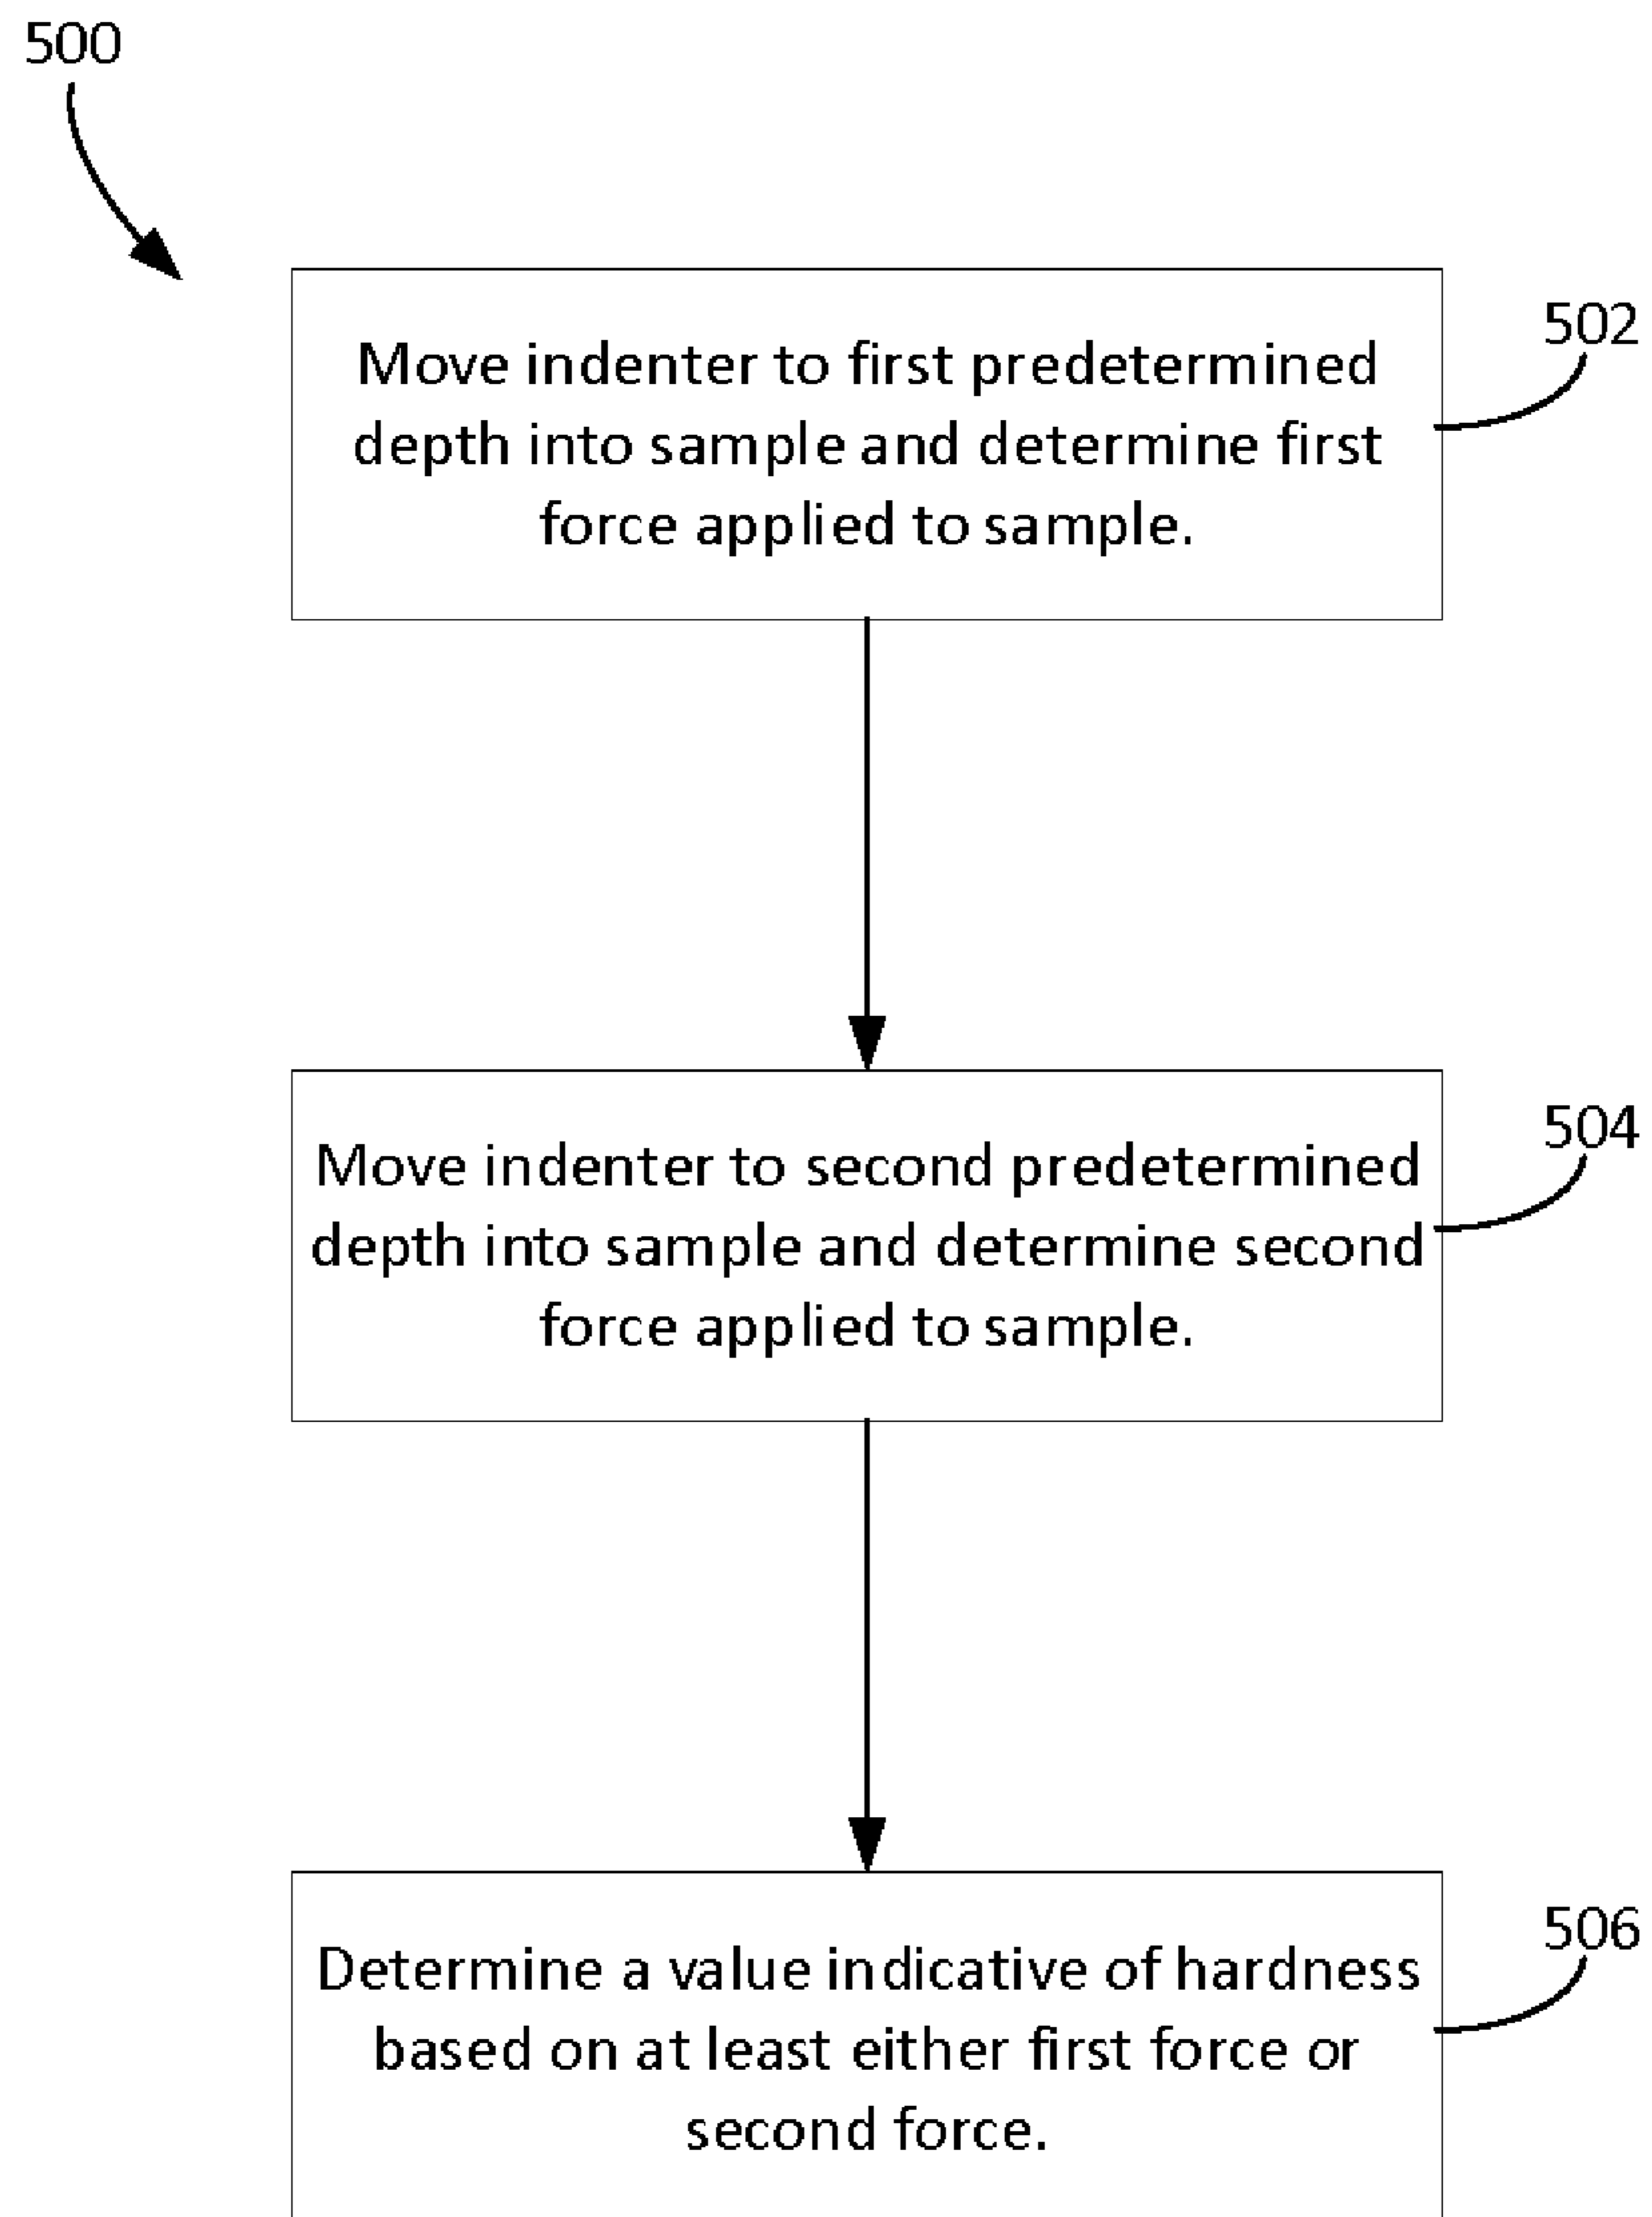 500
502
Move indenter to first predetermined
depth into sample and determine first
force applied to sample.
504
Move indenter to second predetermined
depth into sample and determine second
force applied to sample.
506
Determine a value indicative of hardness
based on at least either first force or
second force.